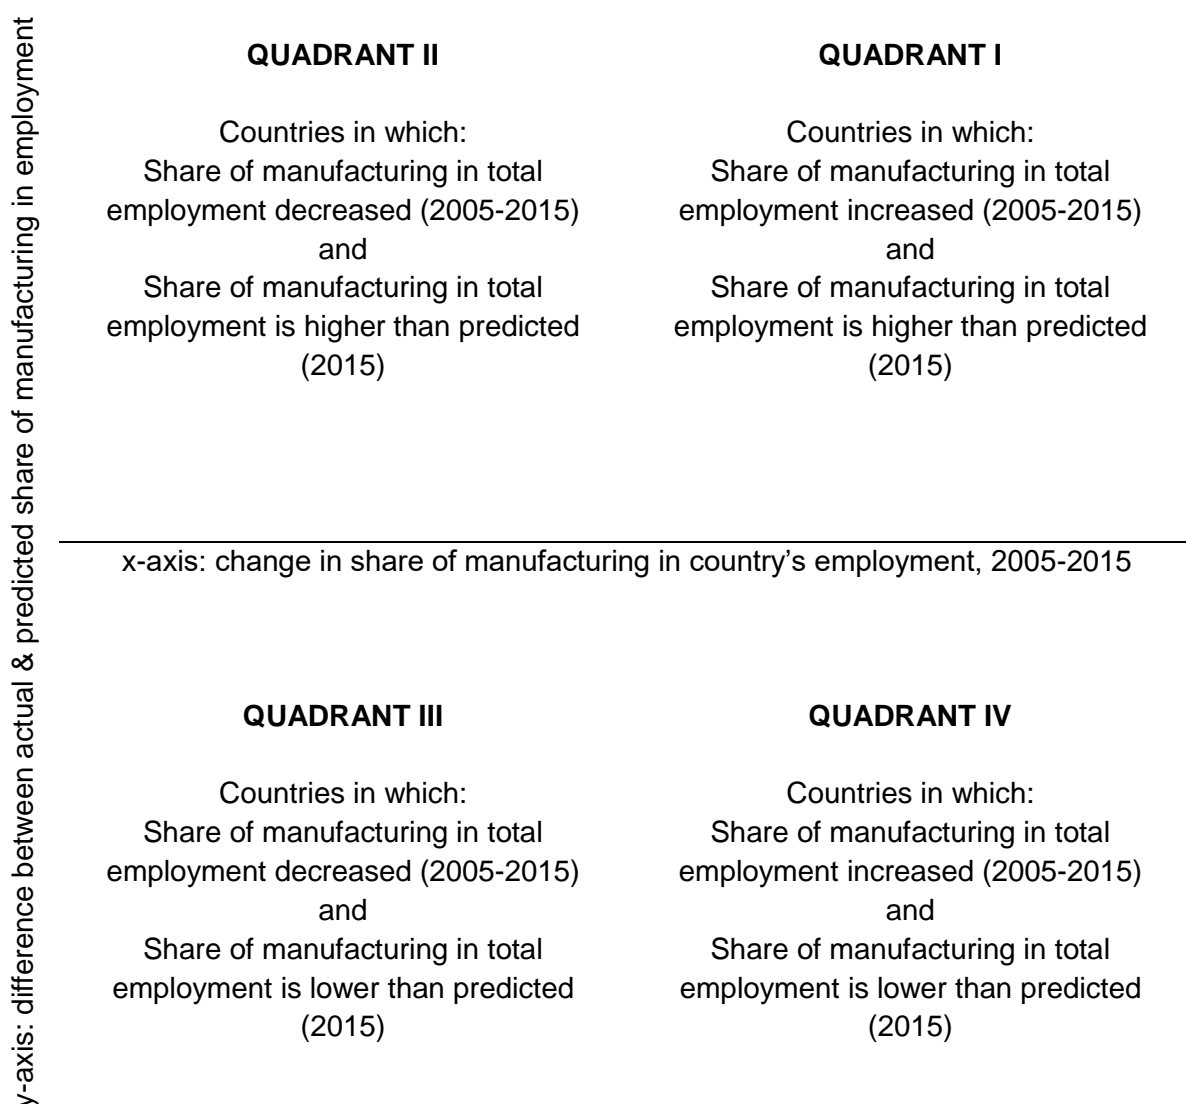 y-axis: difference between actual & predicted share of manufacturing in employment
QUADRANT II
Countries in which:
Share of manufacturing in total
employment decreased (2005-2015)
and
Share of manufacturing in total
employment is higher than predicted
(2015)
QUADRANT I
Countries in which:
Share of manufacturing in total
employment increased (2005-2015)
and
Share of manufacturing in total
employment is higher than predicted
(2015)
x-axis: change in share of manufacturing in country’s employment, 2005-2015
QUADRANT III
Countries in which:
Share of manufacturing in total
employment decreased (2005-2015)
and
Share of manufacturing in total
employment is lower than predicted
(2015)
QUADRANT IV
Countries in which:
Share of manufacturing in total
employment increased (2005-2015)
and
Share of manufacturing in total
employment is lower than predicted
(2015)